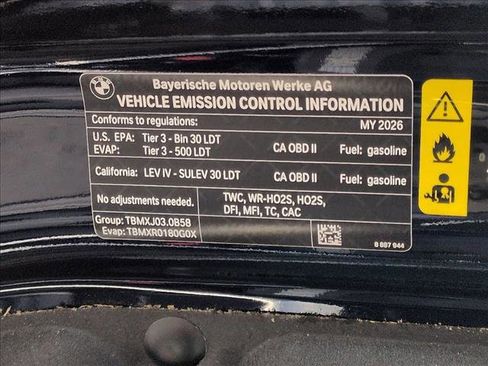 Bayerische Motoren Werke AG
VEHICLE EMISSION CONTROL INFORMATION
Conforms to regulations: MY 2026
U.S. EPA: Tier 3 - Bin 30 LDT CA OBD II Fuel: gasoline
EVAP: Tier 3 - 500 LDT
California: LEV IV - SULEV 30 LDT CA OBD II Fuel: gasoline
No adjustments needed. TWC, WR-HO2S, HO2S,
DFI, MFI, TC, CAC
Group: TBMXJ03.0B58
Evap: TBMXR0180G0X
8 887 944